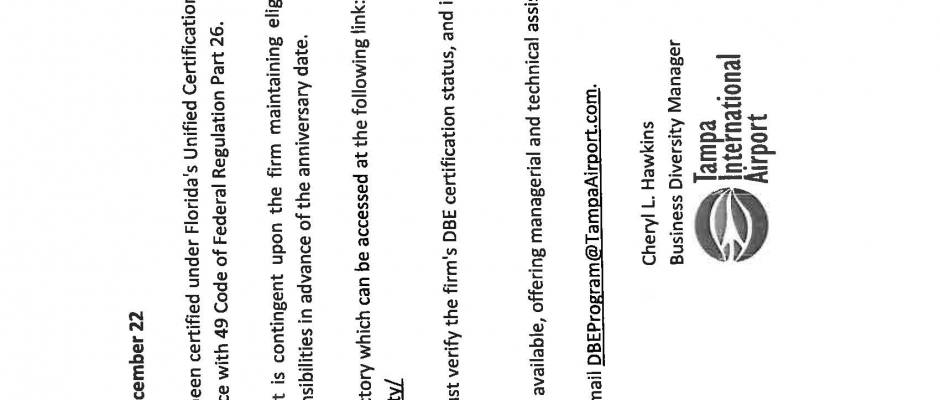 cember 22
een certified under Florida's Unified Certification
ce with 49 Code of Federal Regulation Part 26.
t is contingent upon the firm maintaining elig
nsibilities in advance of the anniversary date.
ctory which can be accessed at the following link:
ty/
ust verify the firm's DBE certification status, and i
available, offering managerial and technical assi
mail DBEProgram@TampaAirport.com.
Cheryl L. Hawkins
Business Diversity Manager
Tampa
International
Airport